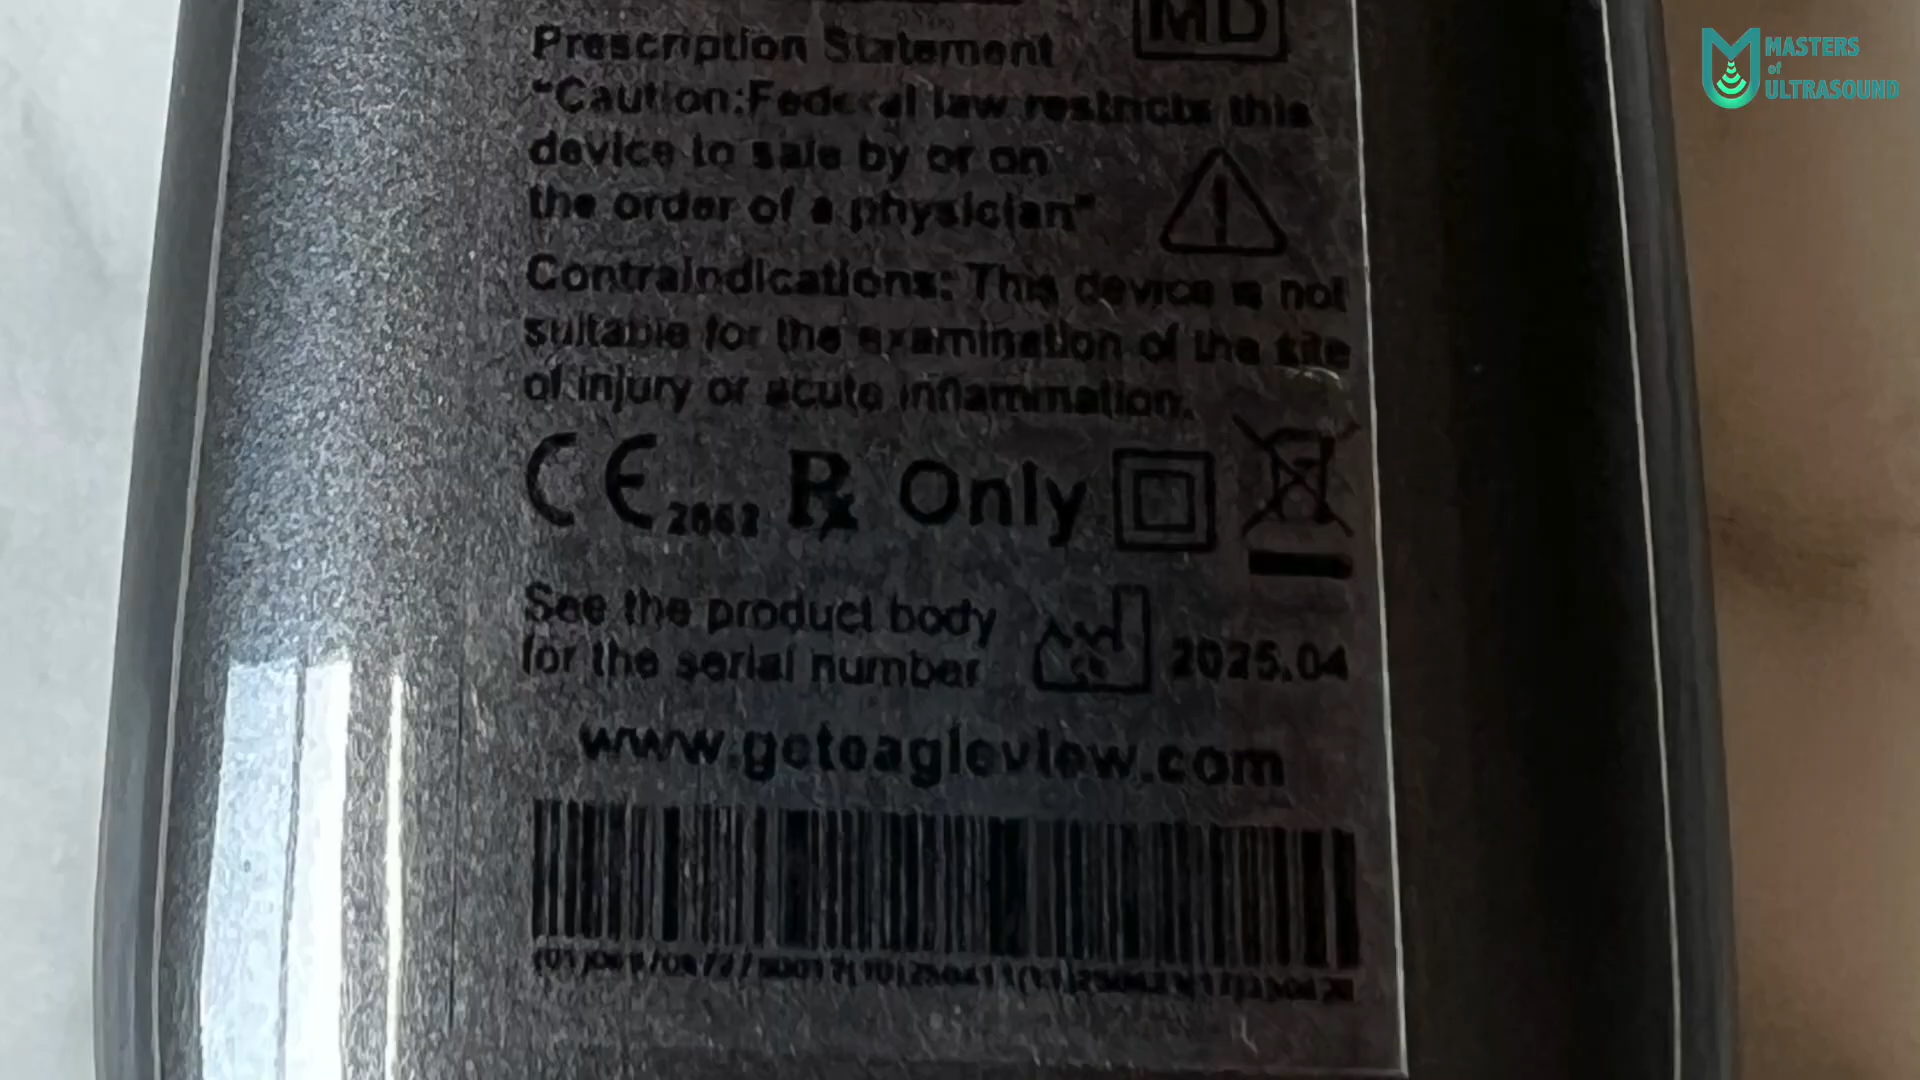 MD
MASTERS
of
ULTRASOUND
Prescription Statement
"Caution:Federal law restricts this
device to sale by or on
the order of a physician"
Contraindications: This device is not
suitable for the examination of the site
of injury or acute inflammation.
CE Rx Only
See the product body
for the serial number
2025.04
www.geteagleview.com